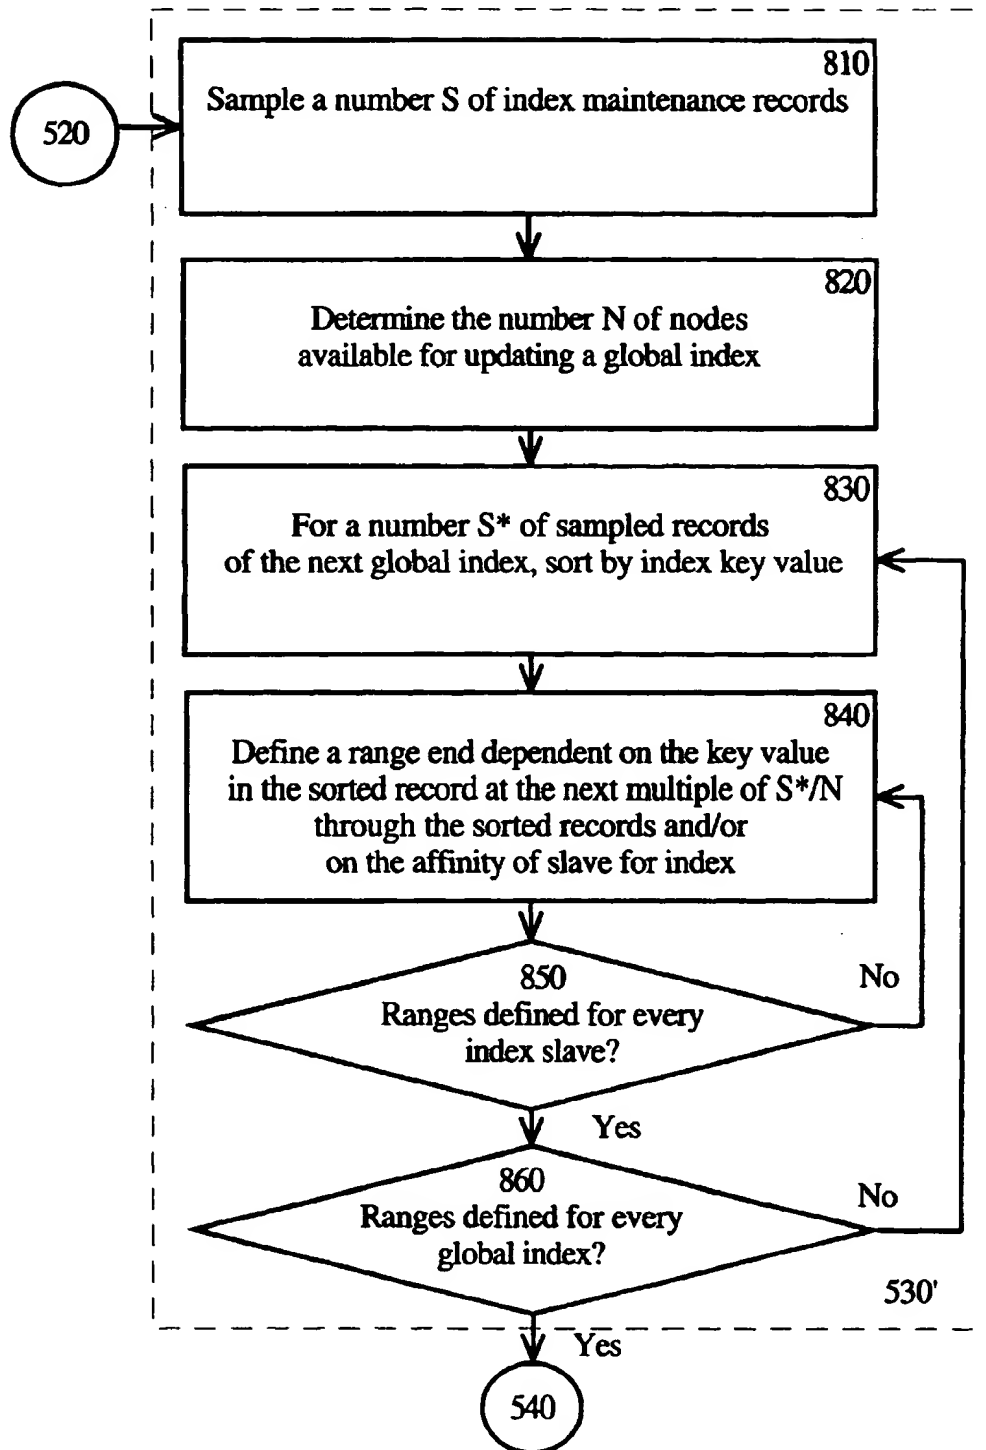 810
Sample a number S of index maintenance records
520
820
Determine the number N of nodes
available for updating a global index
830
For a number S* of sampled records
of the next global index, sort by index key value
840
Define a range end dependent on the key value
in the sorted record at the next multiple of S*/N
through the sorted records and/or
on the affinity of slave for index
850
Ranges defined for every
index slave?
No
Yes
860
Ranges defined for every
global index?
No
530'
Yes
540